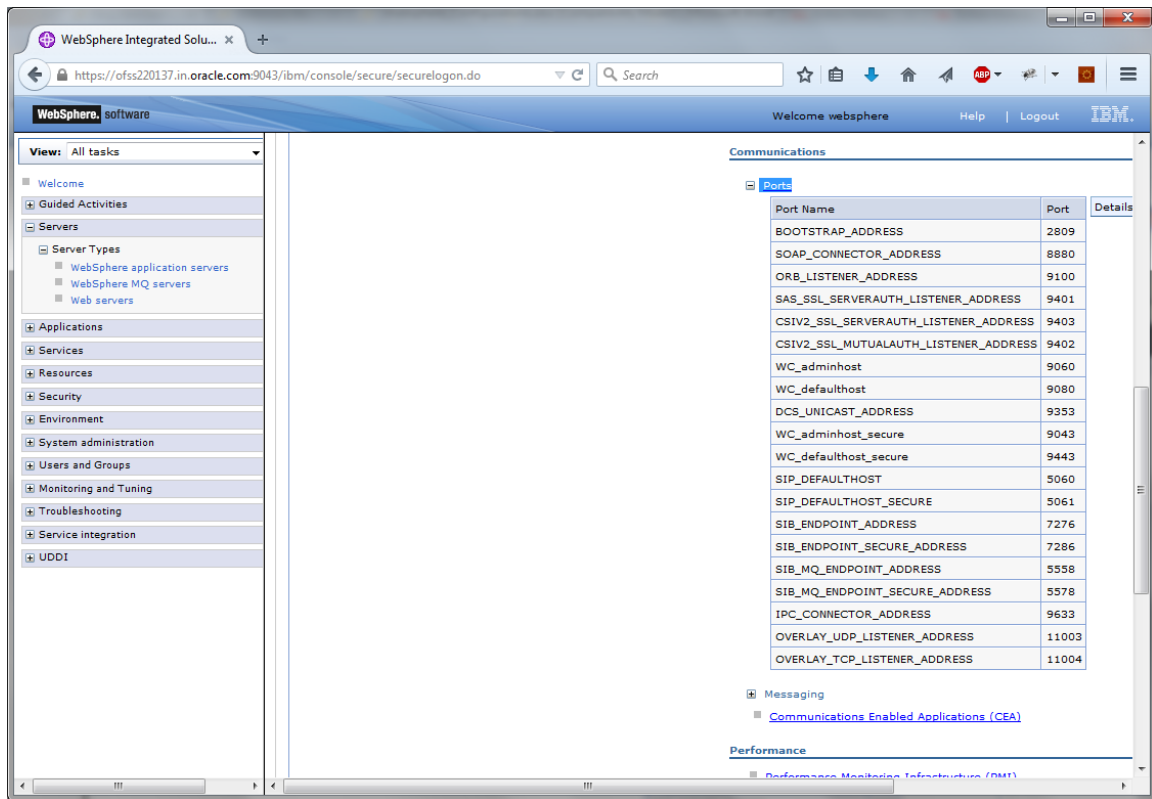 WebSphere Integrated Solu...
https://ofss220137.in.oracle.com:9043/ibm/console/secure/securelogon.do
Search
ABP
WebSphere. software
Welcome websphere
Help | Logout
IBM.
View: All tasks
Welcome
Guided Activities
Servers
Server Types
WebSphere application servers
WebSphere MQ servers
Web servers
Applications
Services
Resources
Security
Environment
System administration
Users and Groups
Monitoring and Tuning
Troubleshooting
Service integration
UDDI
Communications
Ports
Port Name Port Details
BOOTSTRAP_ADDRESS 2809
SOAP_CONNECTOR_ADDRESS 8880
ORB_LISTENER_ADDRESS 9100
SAS_SSL_SERVERAUTH_LISTENER_ADDRESS 9401
CSIV2_SSL_SERVERAUTH_LISTENER_ADDRESS 9403
CSIV2_SSL_MUTUALAUTH_LISTENER_ADDRESS 9402
WC_adminhost 9060
WC_defaulthost 9080
DCS_UNICAST_ADDRESS 9353
WC_adminhost_secure 9043
WC_defaulthost_secure 9443
SIP_DEFAULTHOST 5060
SIP_DEFAULTHOST_SECURE 5061
SIB_ENDPOINT_ADDRESS 7276
SIB_ENDPOINT_SECURE_ADDRESS 7286
SIB_MQ_ENDPOINT_ADDRESS 5558
SIB_MQ_ENDPOINT_SECURE_ADDRESS 5578
IPC_CONNECTOR_ADDRESS 9633
OVERLAY_UDP_LISTENER_ADDRESS 11003
OVERLAY_TCP_LISTENER_ADDRESS 11004
Messaging
Communications Enabled Applications (CEA)
Performance
Performance Monitoring Infrastructure (PMI)